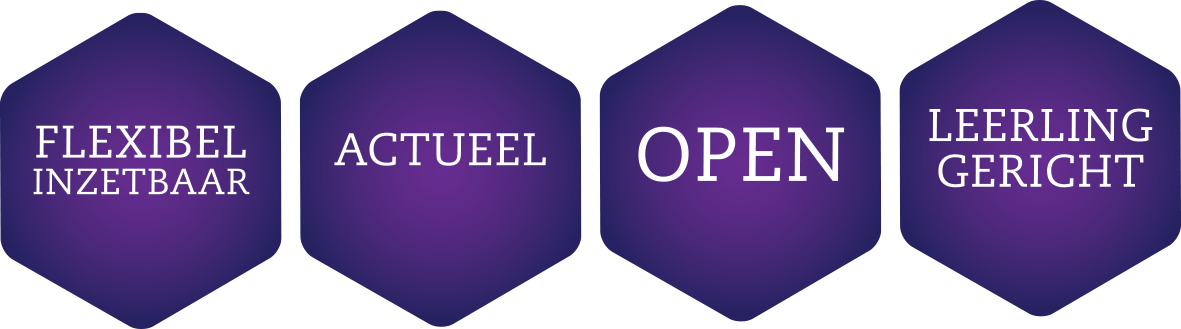 FLEXIBEL
INZETBAAR
ACTUEEL
OPEN
LEERLING
GERICHT